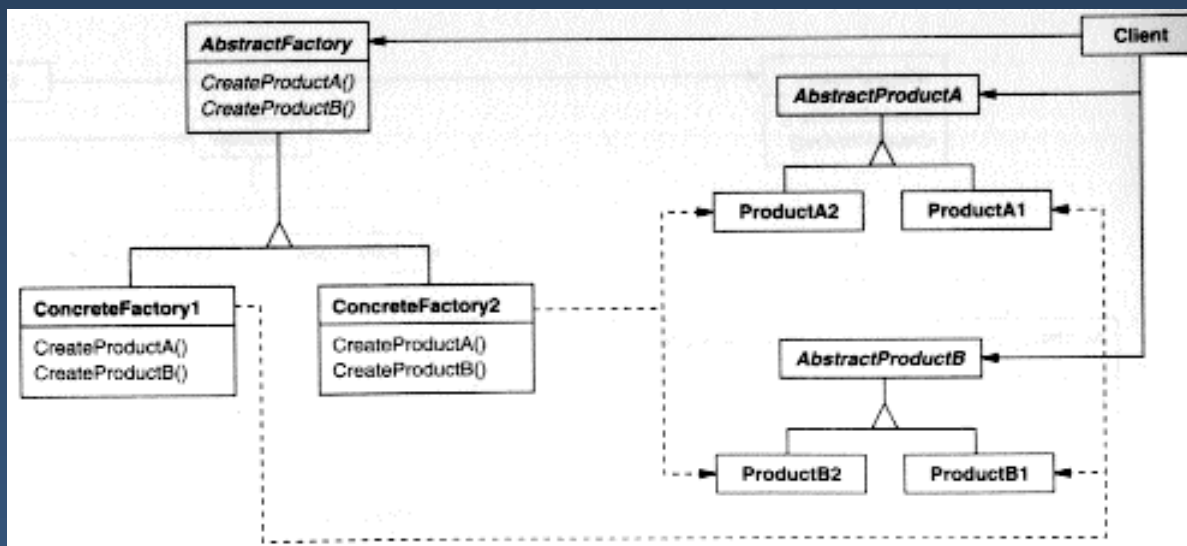 AbstractFactory
CreateProductA()
CreateProductB()
Client
AbstractProductA
ProductA2
ProductA1
ConcreteFactory1
CreateProductA()
CreateProductB()
ConcreteFactory2
CreateProductA()
CreateProductB()
AbstractProductB
ProductB2
ProductB1